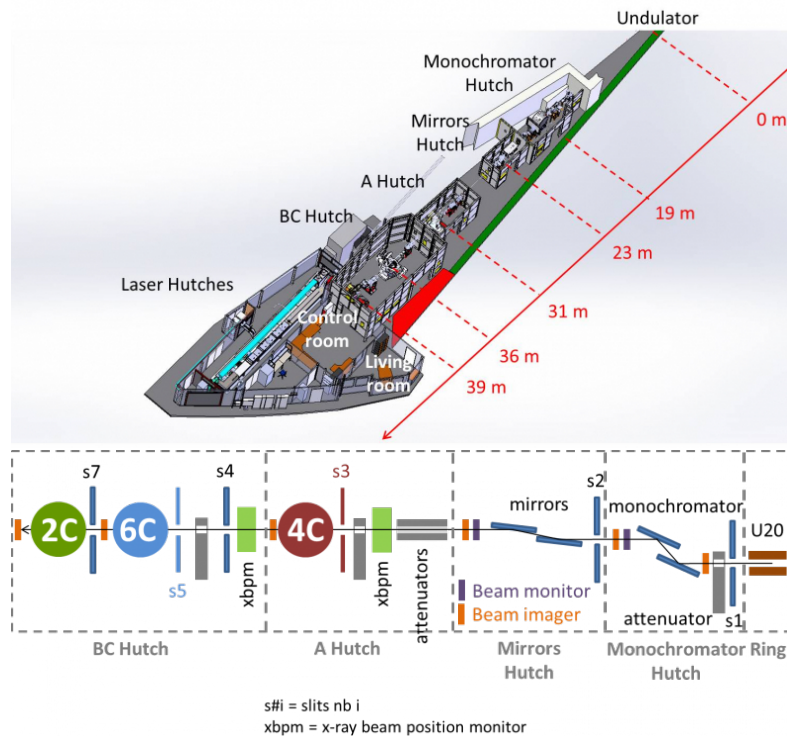 Undulator
Monochromator
Hutch
Mirrors
Hutch
A Hutch
BC Hutch
Laser Hutches
Control
room
Living
room
0 m
19 m
23 m
31 m
36 m
39 m
s7
s4
s3
s2
mirrors
monochromator
U20
2C
6C
4C
s5
xbpm
xbpm
attenuators
Beam monitor
Beam imager
attenuator
s1
BC Hutch
A Hutch
Mirrors
Hutch
Monochromator
Hutch
Ring
s#i = slits nb i
xbpm = x-ray beam position monitor